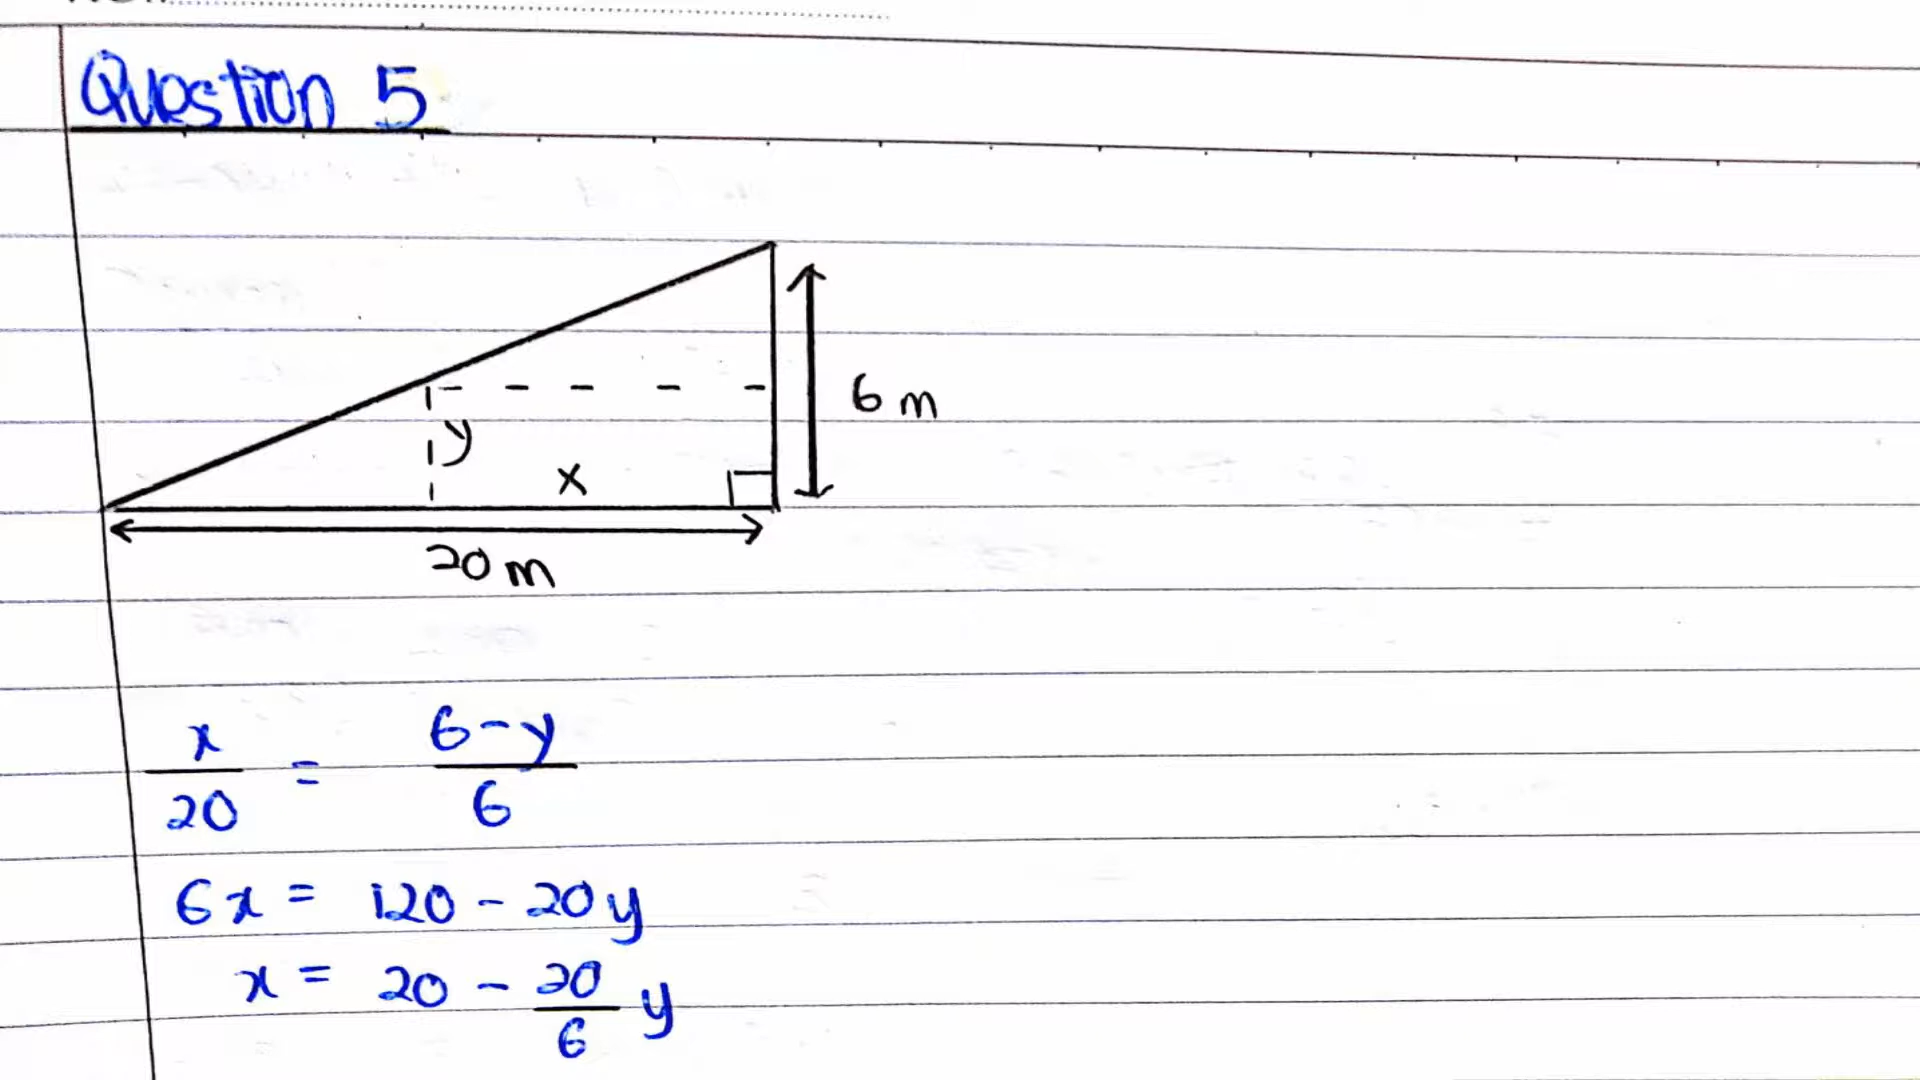 Question 5
6 m
y
x
20 m
x/20 = 6-y/6
6x = 120 - 20y
x = 20 - 20/6 y